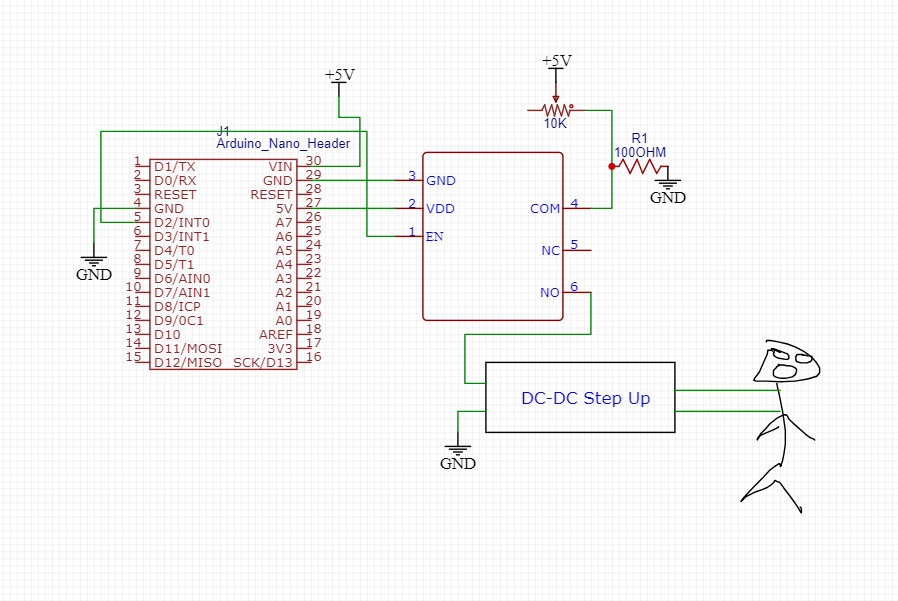 +5V
+5V
10K
J1
Arduino_Nano_Header
R1
100OHM
GND
1 D1/TX VIN 30
2 D0/RX GND 29
3 RESET RESET 28
4 GND 5V 27
5 D2/INT0 A7 26
6 D3/INT1 A6 25
7 D4/T0 A5 24
8 D5/T1 A4 23
9 D6/AIN0 A3 22
10 D7/AIN1 A2 21
11 D8/ICP A1 20
12 D9/0C1 A0 19
13 D10 AREF 18
14 D11/MOSI 3V3 17
15 D12/MISO SCK/D13 16
GND
3 GND
2 VDD
1 EN
COM 4
NC 5
NO 6
DC-DC Step Up
GND